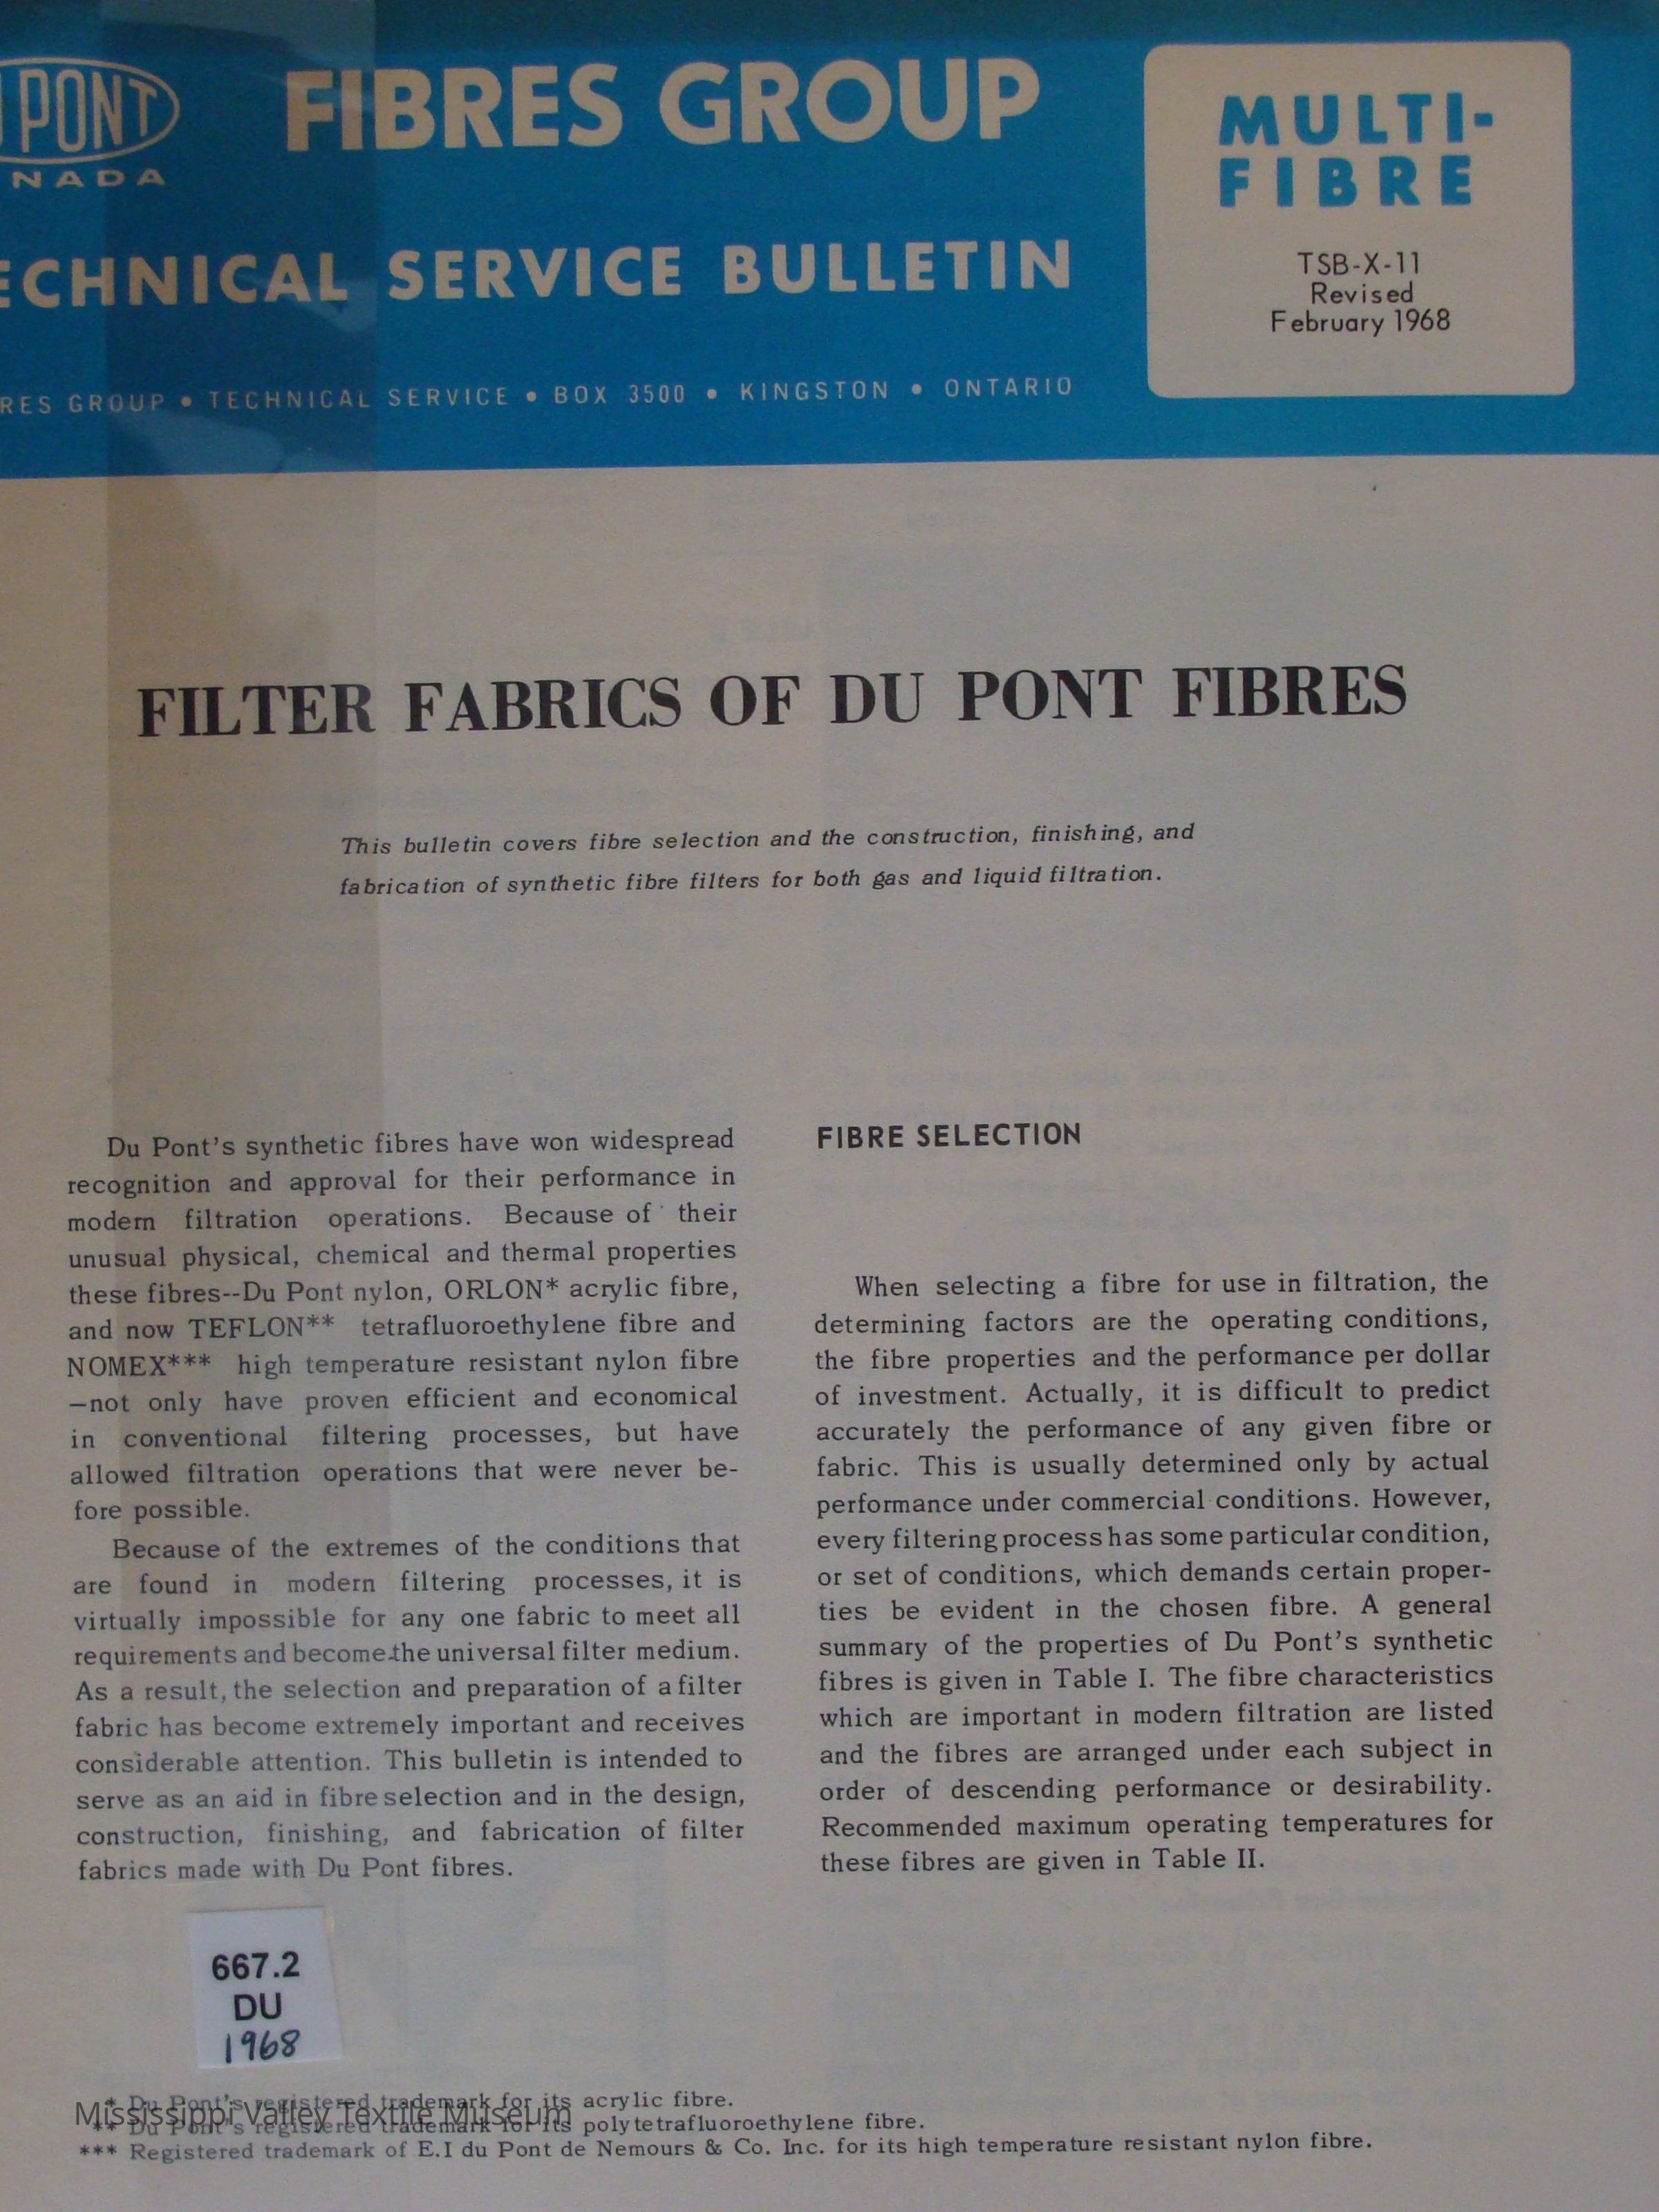 PONT
NADA
FIBRES GROUP
ECHNICAL SERVICE BULLETIN
RES GROUP • TECHNICAL SERVICE • BOX 3500 • KINGSTON • ONTARIO
MULTI-
FIBRE
TSB-X-11
Revised
February 1968
FILTER FABRICS OF DU PONT FIBRES
This bulletin covers fibre selection and the construction, finishing, and
fabrication of synthetic fibre filters for both gas and liquid filtration.
Du Pont's synthetic fibres have won widespread
recognition and approval for their performance in
modern filtration operations. Because of their
unusual physical, chemical and thermal properties
these fibres--Du Pont nylon, ORLON* acrylic fibre,
and now TEFLON** tetrafluoroethylene fibre and
NOMEX*** high temperature resistant nylon fibre
—not only have proven efficient and economical
in conventional filtering processes, but have
allowed filtration operations that were never be-
fore possible.
Because of the extremes of the conditions that
are found in modern filtering processes, it is
virtually impossible for any one fabric to meet all
requirements and become the universal filter medium.
As a result, the selection and preparation of a filter
fabric has become extremely important and receives
considerable attention. This bulletin is intended to
serve as an aid in fibre selection and in the design,
construction, finishing, and fabrication of filter
fabrics made with Du Pont fibres.
FIBRE SELECTION
When selecting a fibre for use in filtration, the
determining factors are the operating conditions,
the fibre properties and the performance per dollar
of investment. Actually, it is difficult to predict
accurately the performance of any given fibre or
fabric. This is usually determined only by actual
performance under commercial conditions. However,
every filtering process has some particular condition,
or set of conditions, which demands certain proper-
ties be evident in the chosen fibre. A general
summary of the properties of Du Pont's synthetic
fibres is given in Table I. The fibre characteristics
which are important in modern filtration are listed
and the fibres are arranged under each subject in
order of descending performance or desirability.
Recommended maximum operating temperatures for
these fibres are given in Table II.
667.2
DU
1968
* Du Pont's registered trademark for its acrylic fibre.
** Du Pont's registered trademark for its polytetrafluoroethylene fibre.
*** Registered trademark of E.I du Pont de Nemours & Co. Inc. for its high temperature resistant nylon fibre.
Mississippi Valley Textile Museum